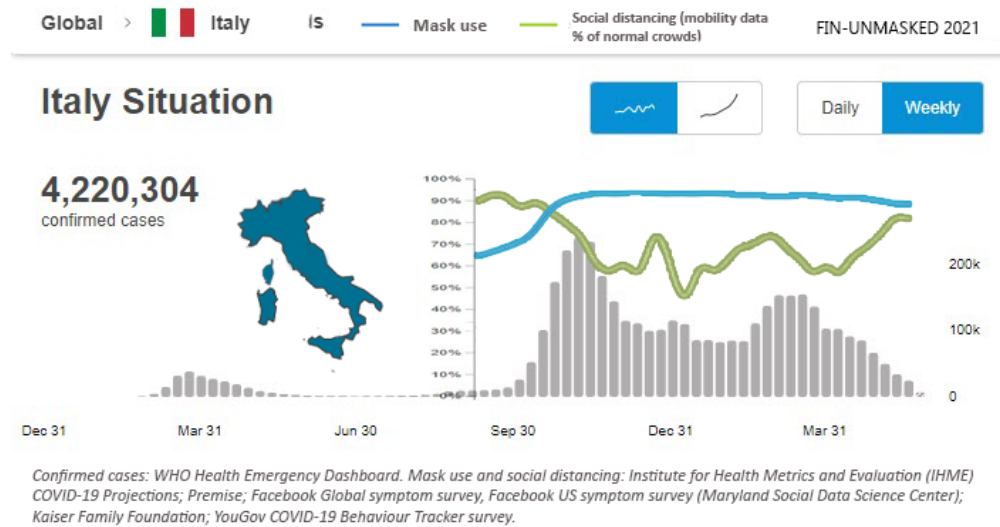 Global > Italy is Mask use Social distancing (mobility data
% of normal crowds) FIN-UNMASKED 2021
Italy Situation
Daily Weekly
4,220,304
confirmed cases
100%
90%
80%
70%
60%
50%
40%
30%
20%
10%
0%
200k
100k
0
Dec 31 Mar 31 Jun 30 Sep 30 Dec 31 Mar 31
Confirmed cases: WHO Health Emergency Dashboard. Mask use and social distancing: Institute for Health Metrics and Evaluation (IHME)
COVID-19 Projections; Premise; Facebook Global symptom survey, Facebook US symptom survey (Maryland Social Data Science Center);
Kaiser Family Foundation; YouGov COVID-19 Behaviour Tracker survey.